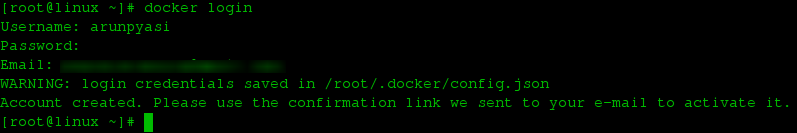 [root@linux ~]# docker login
Username: arunpyasi
Password:
Email:
WARNING: login credentials saved in /root/.docker/config.json
Account created. Please use the confirmation link we sent to your e-mail to activate it.
[root@linux ~]#